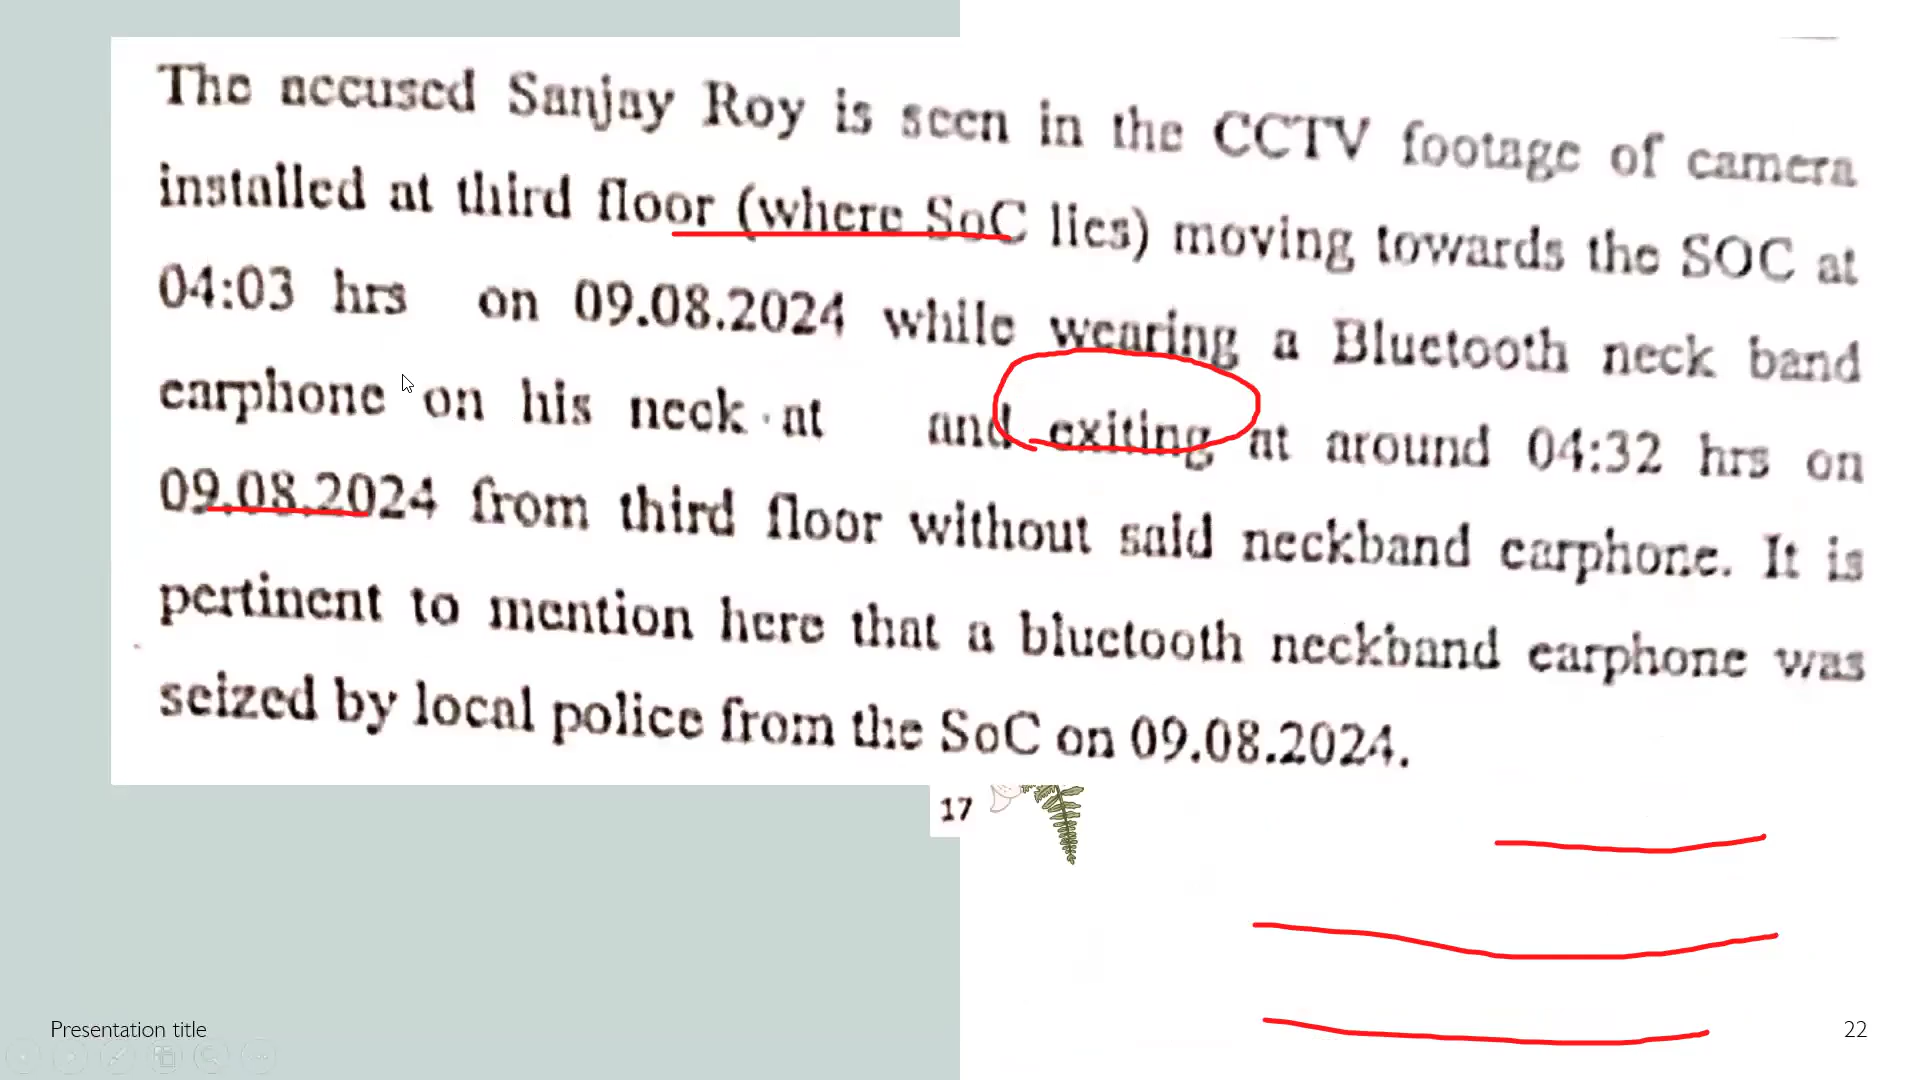 The accused Sanjay Roy is seen in the CCTV footage of camera
installed at third floor (where SoC lies) moving towards the SOC at
04:03 hrs on 09.08.2024 while wearing a Bluetooth neck band
earphone on his neck at and exiting at around 04:32 hrs on
09.08.2024 from third floor without said neckband earphone. It is
pertinent to mention here that a bluetooth neckband earphone was
seized by local police from the SoC on 09.08.2024.
17
Presentation title
22